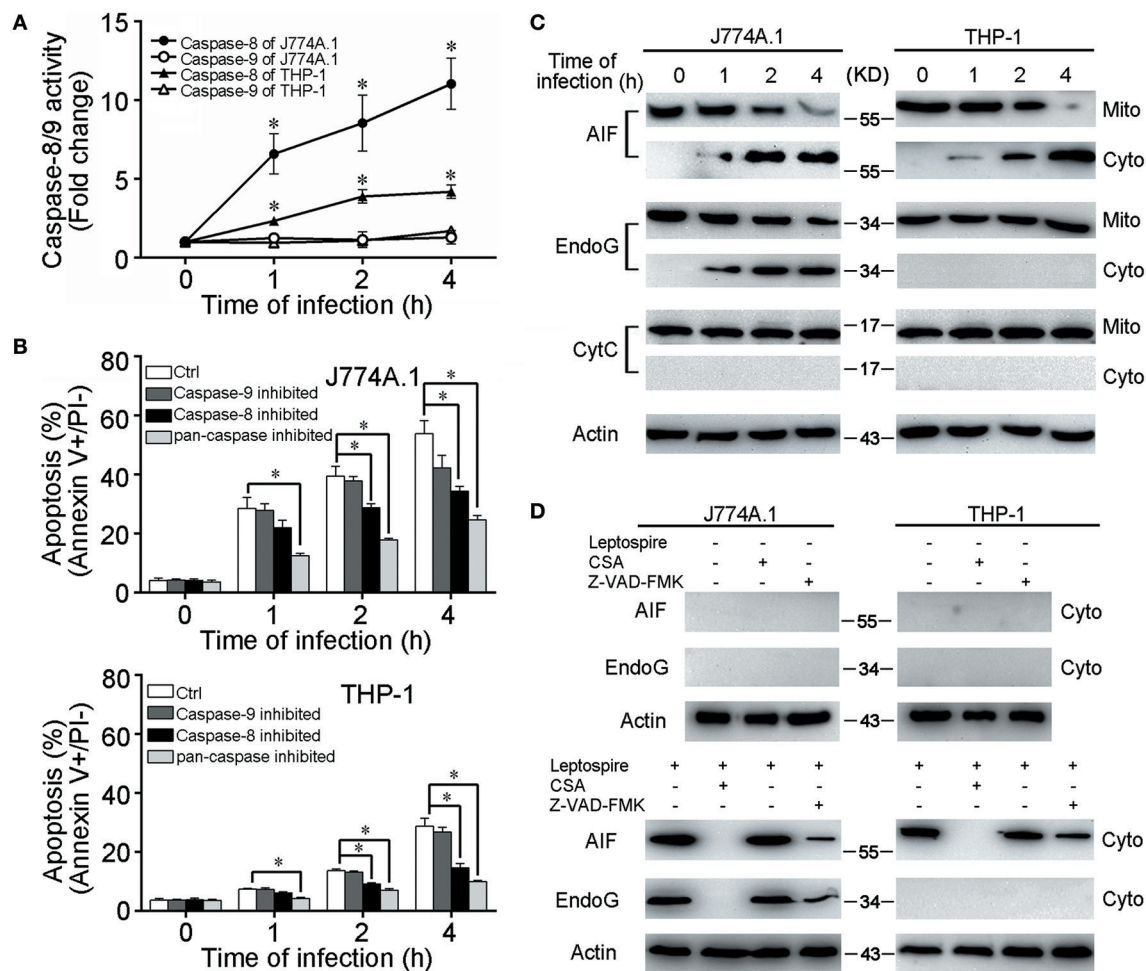 A
Caspase-8/9 activity
(Fold change)
15
10
5
0
Caspase-8 of J774A.1
Caspase-9 of J774A.1
Caspase-8 of THP-1
Caspase-9 of THP-1
* * *
* * *
0 1 2 4
Time of infection (h)
B
Apoptosis (%)
(Annexin V+/PI-)
80
60
40
20
0
Ctrl
Caspase-9 inhibited
Caspase-8 inhibited
pan-caspase inhibited
J774A.1
* * * * *
0 1 2 4
Time of infection (h)
Apoptosis (%)
(Annexin V+/PI-)
80
60
40
20
0
Ctrl
Caspase-9 inhibited
Caspase-8 inhibited
pan-caspase inhibited
THP-1
* * * * *
0 1 2 4
Time of infection (h)
C
J774A.1 THP-1
Time of
infection (h) 0 1 2 4 (KD) 0 1 2 4
AIF
–55– Mito
–55– Cyto
EndoG
–34– Mito
–34– Cyto
CytC
–17– Mito
–17– Cyto
Actin –43–
D
J774A.1 THP-1
Leptospire - - - - - -
CSA - + - - + -
Z-VAD-FMK - - + - - +
AIF –55– Cyto
EndoG –34– Cyto
Actin –43–
Leptospire + + + + + + + +
CSA - + - - - + - -
Z-VAD-FMK - - - + - - - +
AIF –55– Cyto
EndoG –34– Cyto
Actin –43–